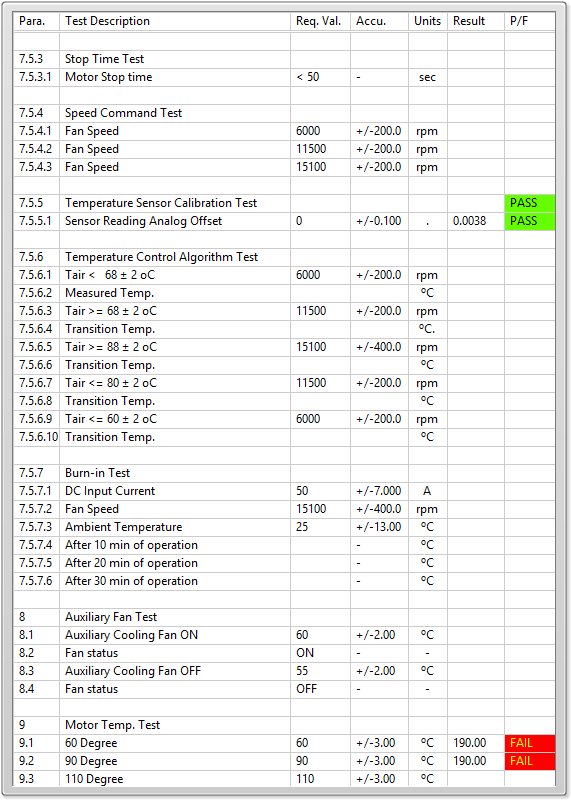 Para. Test Description Req. Val. Accu. Units Result P/F
7.5.3 Stop Time Test
7.5.3.1 Motor Stop time < 50 - sec
7.5.4 Speed Command Test
7.5.4.1 Fan Speed 6000 +/-200.0 rpm
7.5.4.2 Fan Speed 11500 +/-200.0 rpm
7.5.4.3 Fan Speed 15100 +/-200.0 rpm
7.5.5 Temperature Sensor Calibration Test PASS
7.5.5.1 Sensor Reading Analog Offset 0 +/-0.100 . 0.0038 PASS
7.5.6 Temperature Control Algorithm Test
7.5.6.1 Tair < 68 ± 2 oC 6000 +/-200.0 rpm
7.5.6.2 Measured Temp. ºC
7.5.6.3 Tair >= 68 ± 2 oC 11500 +/-200.0 rpm
7.5.6.4 Transition Temp. ºC.
7.5.6.5 Tair >= 88 ± 2 oC 15100 +/-400.0 rpm
7.5.6.6 Transition Temp. ºC
7.5.6.7 Tair <= 80 ± 2 oC 11500 +/-200.0 rpm
7.5.6.8 Transition Temp. ºC
7.5.6.9 Tair <= 60 ± 2 oC 6000 +/-200.0 rpm
7.5.6.10 Transition Temp. ºC
7.5.7 Burn-in Test
7.5.7.1 DC Input Current 50 +/-7.000 A
7.5.7.2 Fan Speed 15100 +/-400.0 rpm
7.5.7.3 Ambient Temperature 25 +/-13.00 ºC
7.5.7.4 After 10 min of operation - ºC
7.5.7.5 After 20 min of operation - ºC
7.5.7.6 After 30 min of operation - ºC
8 Auxiliary Fan Test
8.1 Auxiliary Cooling Fan ON 60 +/-2.00 ºC
8.2 Fan status ON - -
8.3 Auxiliary Cooling Fan OFF 55 +/-2.00 ºC
8.4 Fan status OFF - -
9 Motor Temp. Test
9.1 60 Degree 60 +/-3.00 ºC 190.00 FAIL
9.2 90 Degree 90 +/-3.00 ºC 190.00 FAIL
9.3 110 Degree 110 +/-3.00 ºC